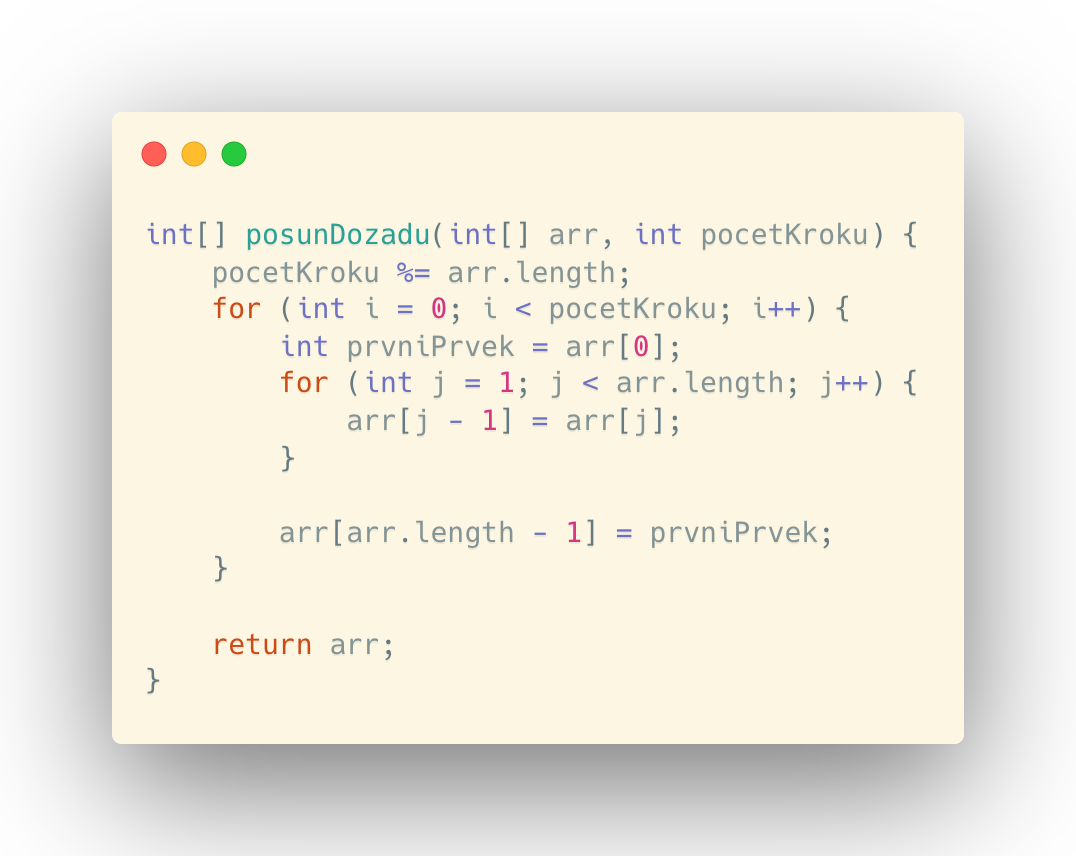 int[] posunDozadu(int[] arr, int pocetKroku) {
    pocetKroku %= arr.length;
    for (int i = 0; i < pocetKroku; i++) {
        int prvniPrvek = arr[0];
        for (int j = 1; j < arr.length; j++) {
            arr[j - 1] = arr[j];
        }

        arr[arr.length - 1] = prvniPrvek;
    }

    return arr;
}